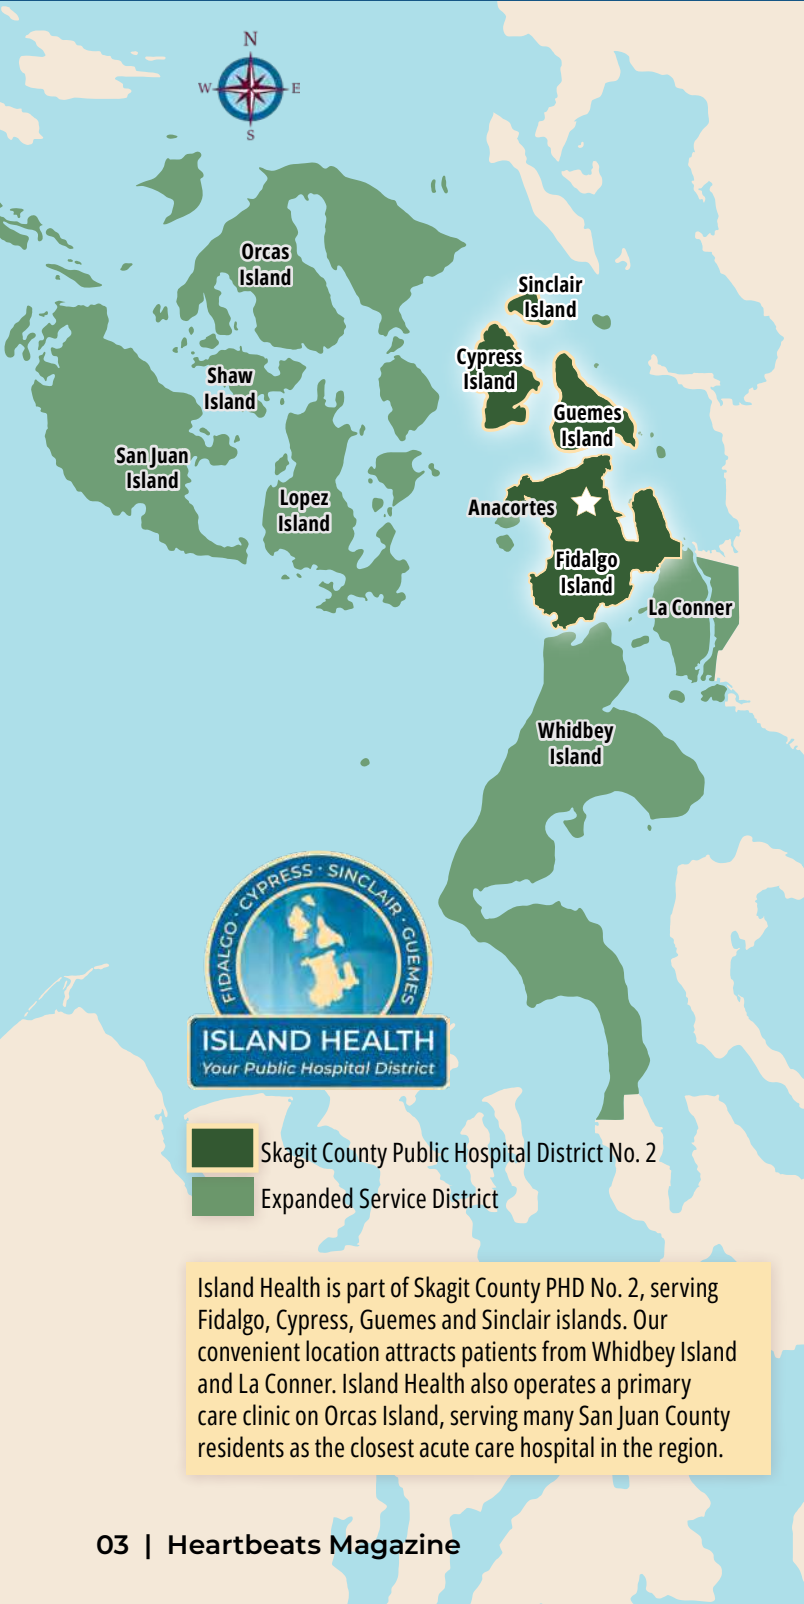 N
W
E
S
Orcas
Island
Sinclair
Island
Cypress
Island
Shaw
Island
Guemes
Island
San Juan
Island
Lopez
Island
Anacortes
Fidalgo
Island
La Conner
Whidbey
Island
FIDALGO · CYPRESS · SINCLAIR · GUEMES
ISLAND HEALTH
Your Public Hospital District
Skagit County Public Hospital District No. 2
Expanded Service District
Island Health is part of Skagit County PHD No. 2, serving
Fidalgo, Cypress, Guemes and Sinclair islands. Our
convenient location attracts patients from Whidbey Island
and La Conner. Island Health also operates a primary
care clinic on Orcas Island, serving many San Juan County
residents as the closest acute care hospital in the region.
03 | Heartbeats Magazine